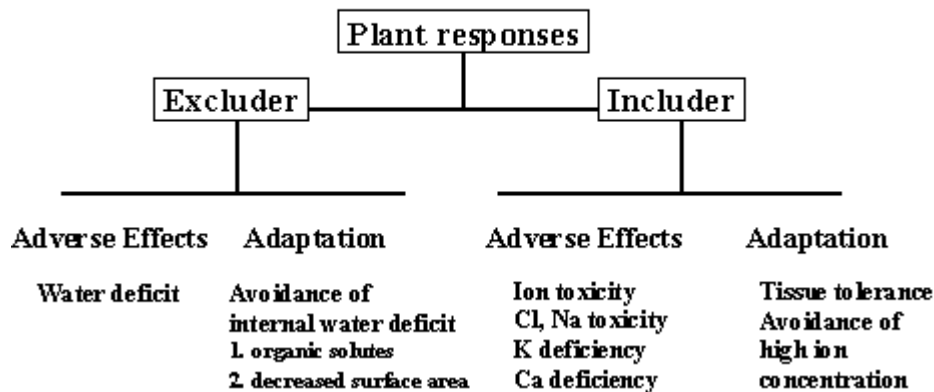 Plant responses
Excluder
Includer
Adverse Effects
Adaptation
Adverse Effects
Adaptation
Water deficit
Avoidance of
internal water deficit
1. organic solutes
2. decreased surface area
Ion toxicity
Cl, Na toxicity
K deficiency
Ca deficiency
Tissue tolerance
Avoidance of
high ion
concentration